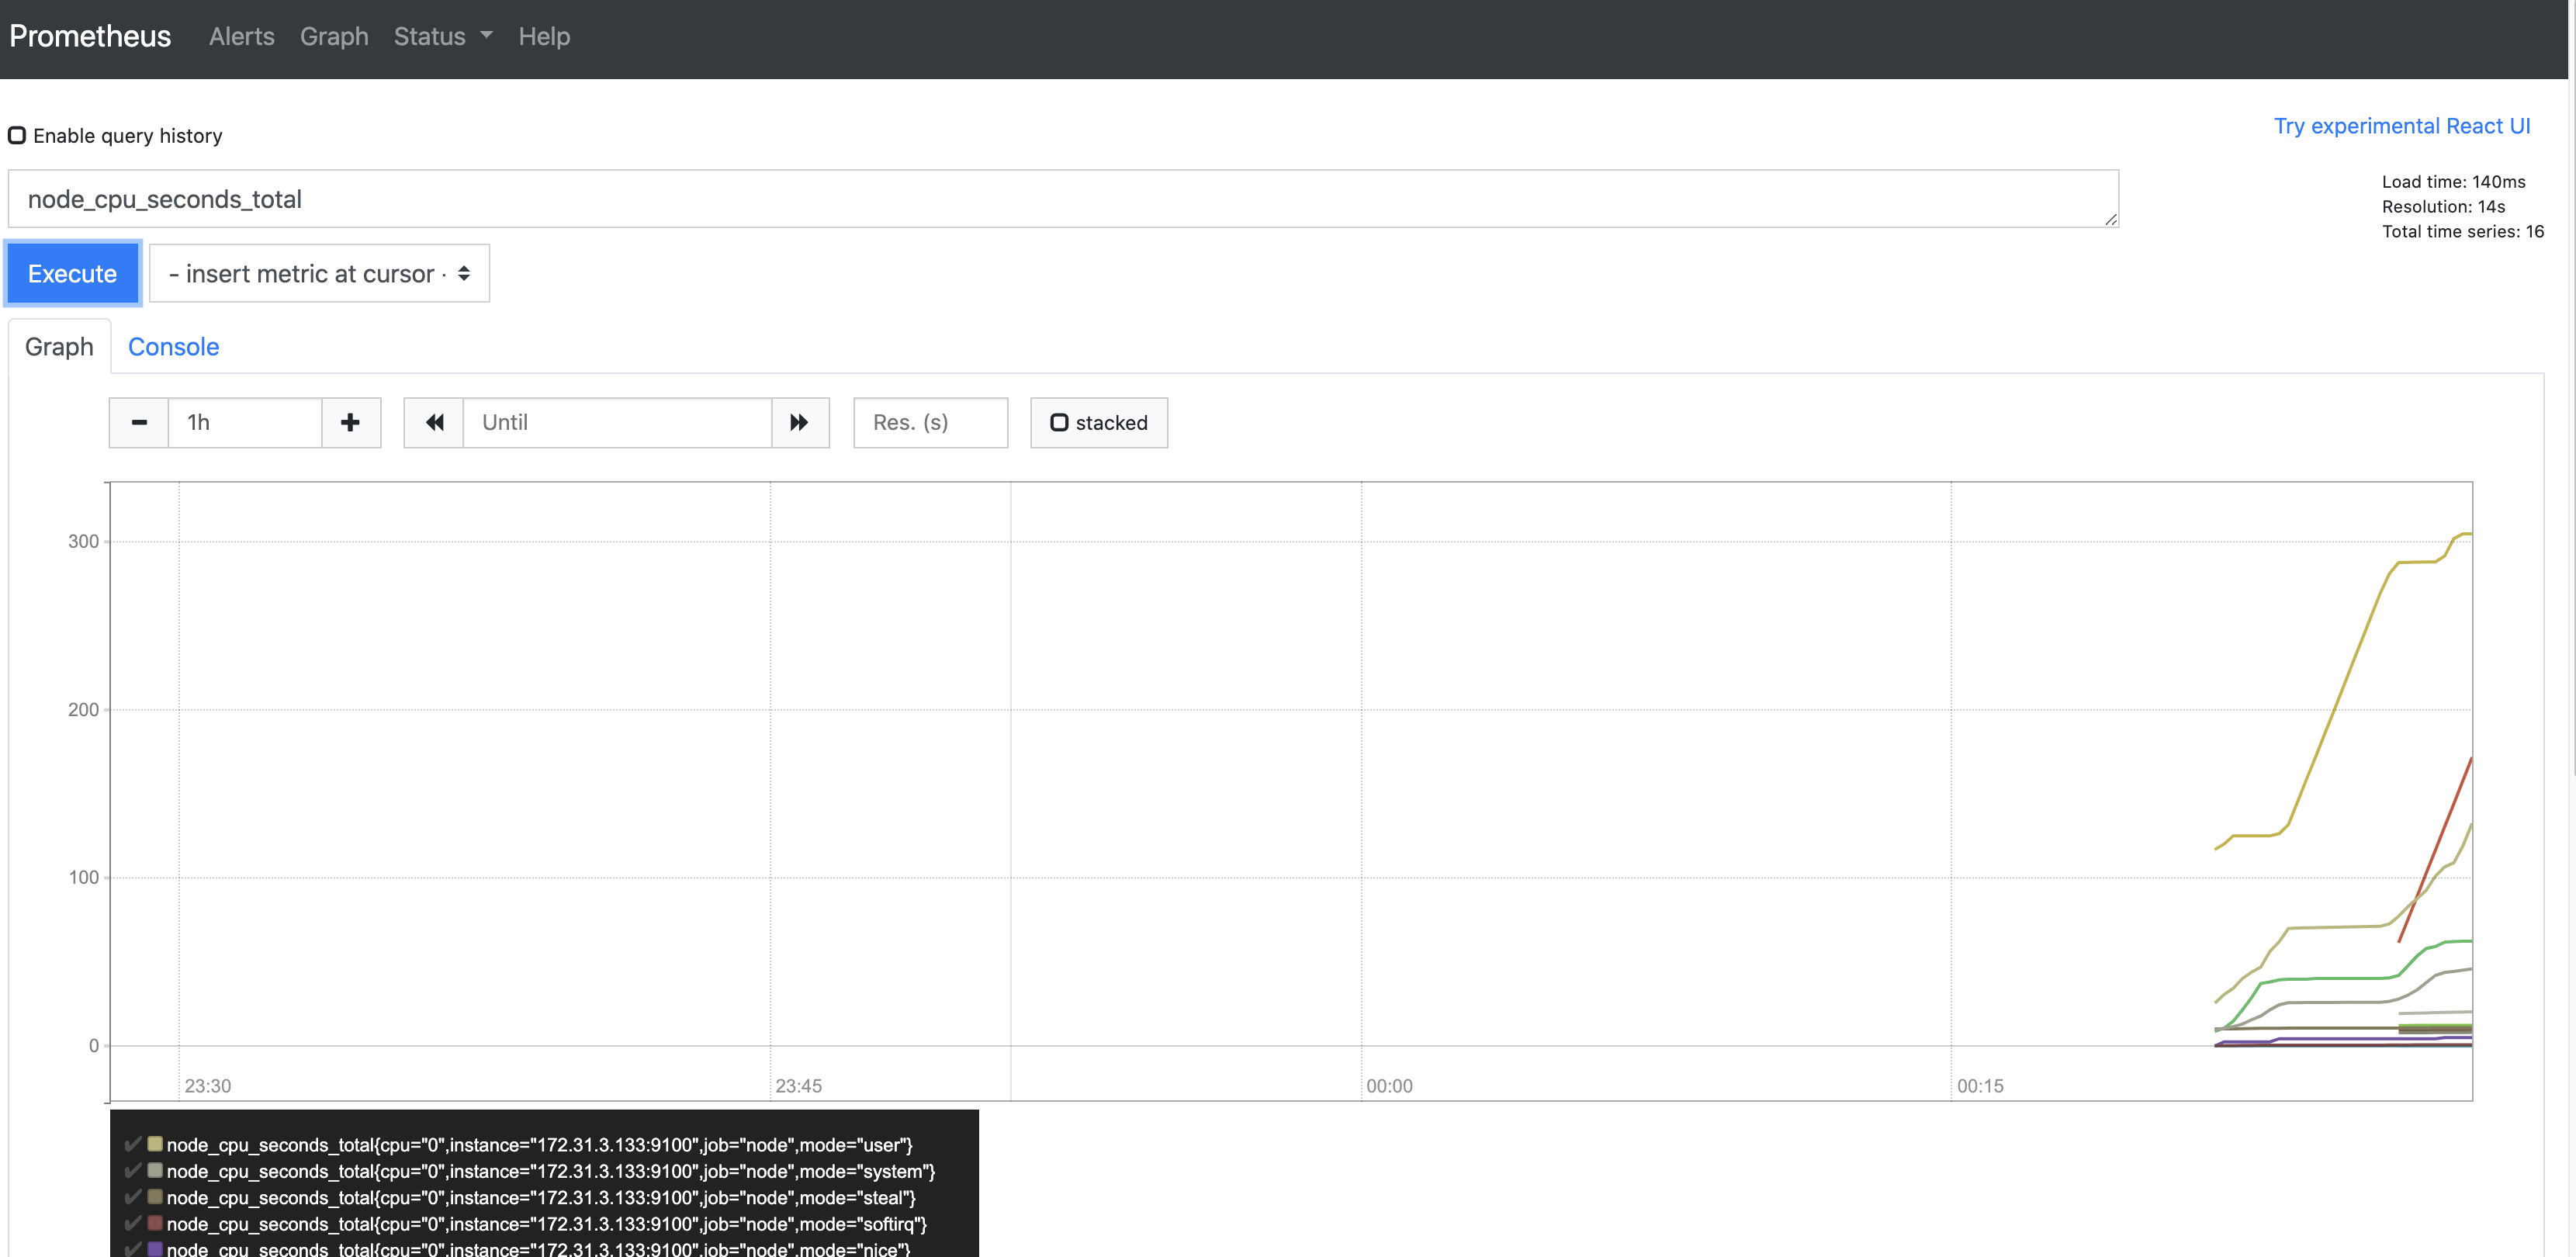 Prometheus Alerts Graph Status Help
Enable query history
Try experimental React UI
node_cpu_seconds_total
Load time: 140ms
Resolution: 14s
Total time series: 16
Execute
- insert metric at cursor -
Graph Console
1h
Until
Res. (s)
stacked
300
200
100
0
23:30 23:45 00:00 00:15
node_cpu_seconds_total{cpu="0",instance="172.31.3.133:9100",job="node",mode="user"}
node_cpu_seconds_total{cpu="0",instance="172.31.3.133:9100",job="node",mode="system"}
node_cpu_seconds_total{cpu="0",instance="172.31.3.133:9100",job="node",mode="steal"}
node_cpu_seconds_total{cpu="0",instance="172.31.3.133:9100",job="node",mode="softirq"}
node_cpu_seconds_total{cpu="0",instance="172.31.3.133:9100",job="node",mode="nice"}